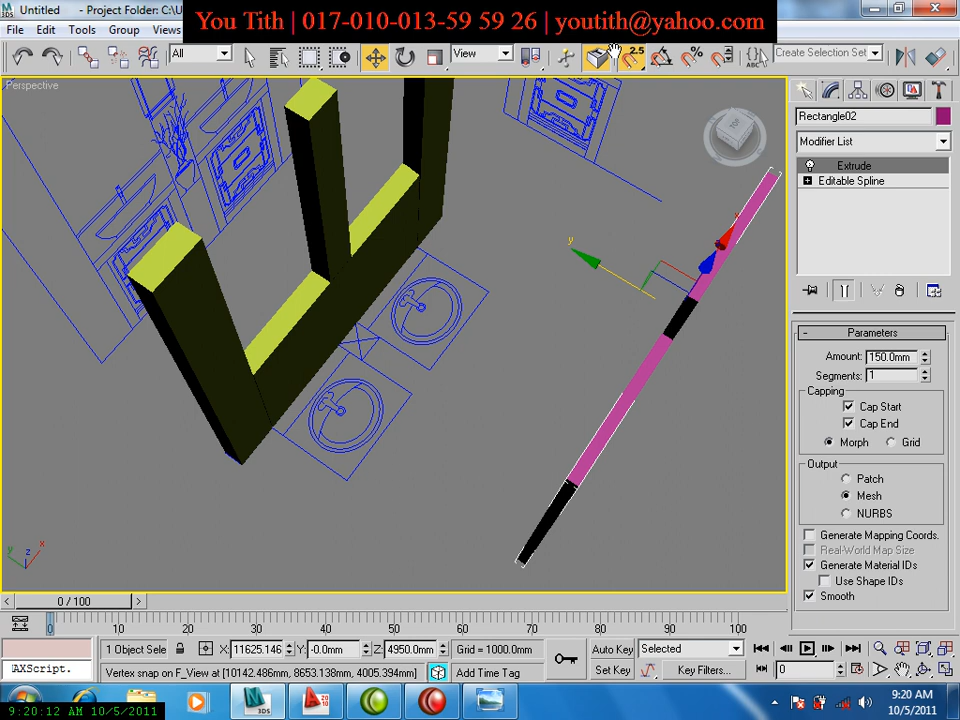 Untitled    - Project Folder: C:\U
You Tith | 017-010-013-59 59 26 | youtith@yahoo.com
File Edit Tools Group Views
All
View
2.5
Create Selection Set
Perspective
Rectangle02
Modifier List
Extrude
Editable Spline
Parameters
Amount: 150.0mm
Segments: 1
Capping
Cap Start
Cap End
Morph Grid
Output
Patch
Mesh
NURBS
Generate Mapping Coords.
Real-World Map Size
Generate Material IDs
Use Shape IDs
Smooth
y
x
y z x
0 / 100
0 10 20 30 40 50 60 70 80 90 100
1 Object Sele X: 11625.146 Y: -0.0mm Z: 4950.0mm Grid = 1000.0mm Auto Key Selected
AXScript. Vertex snap on F_View at [10142.486mm, 8653.138mm, 4005.394mm] Add Time Tag Set Key Key Filters... 0
9:20:12 AM 10/5/2011
9:20 AM
10/5/2011